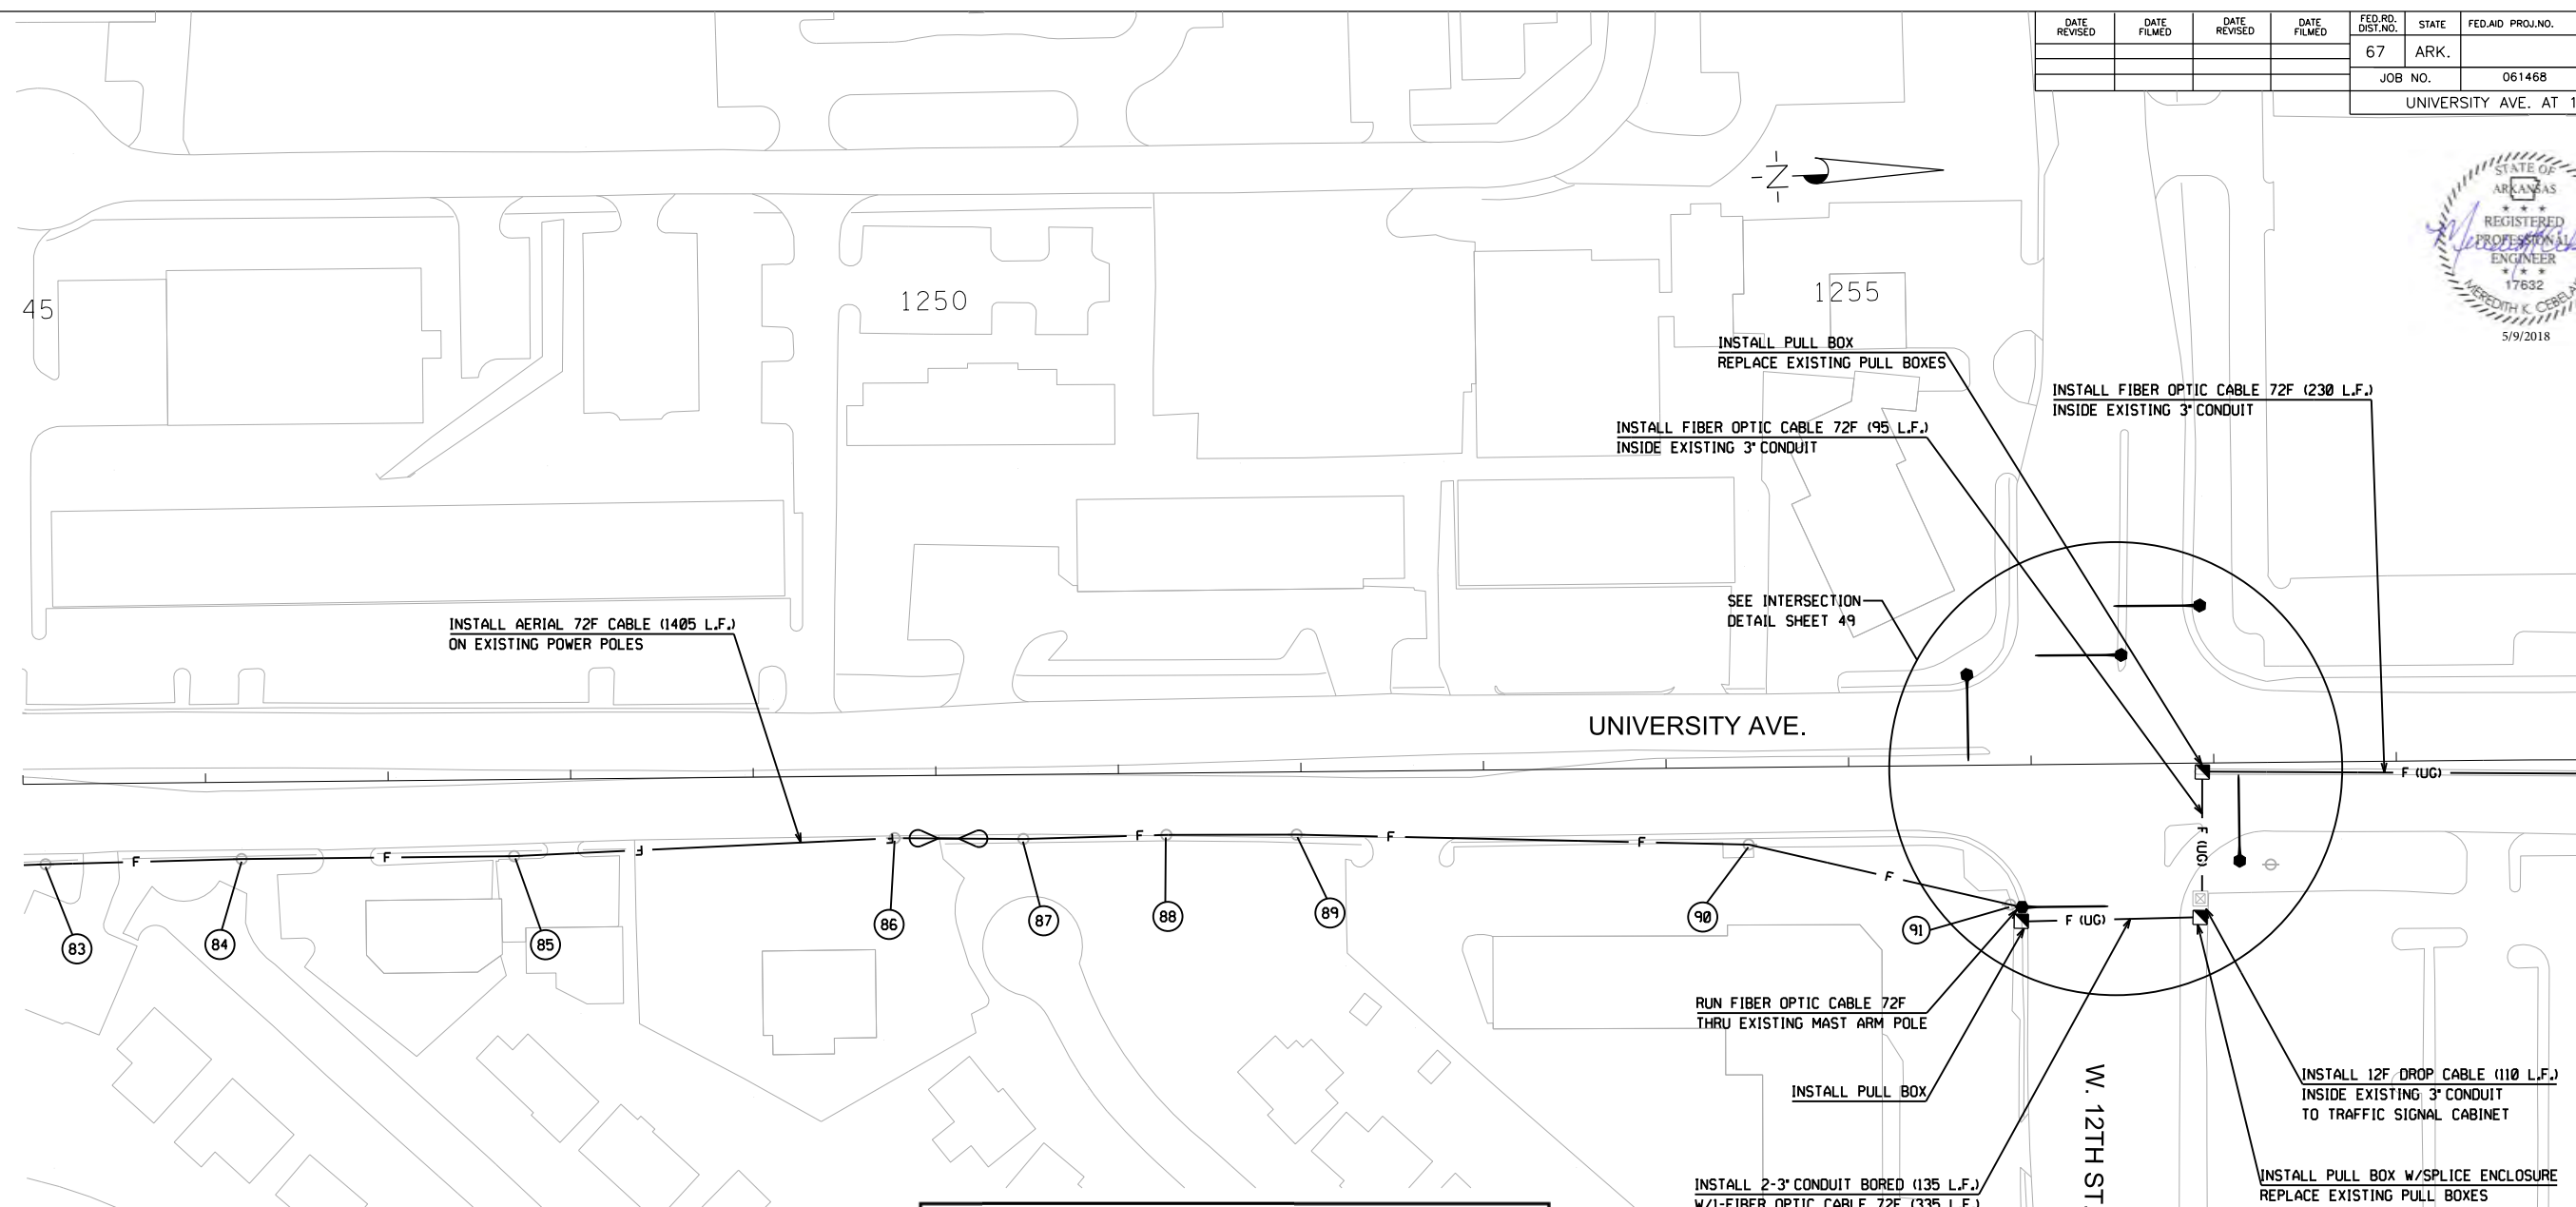 DATE REVISED
DATE FILMED
DATE REVISED
DATE FILMED
FED.RD. DIST.NO.
STATE
FED.AID PROJ.NO.
67
ARK.
JOB NO.
061468
UNIVERSITY AVE. AT 1
-Z-
STATE OF
ARKANSAS
★ ★ ★
REGISTERED
PROFESSIONAL
ENGINEER
★ ★ ★
17632
MEREDITH K.
5/9/2018
45
1250
1255
INSTALL PULL BOX
REPLACE EXISTING PULL BOXES
INSTALL FIBER OPTIC CABLE 72F (230 L.F.)
INSIDE EXISTING 3" CONDUIT
INSTALL FIBER OPTIC CABLE 72F (95 L.F.)
INSIDE EXISTING 3" CONDUIT
SEE INTERSECTION
DETAIL SHEET 49
INSTALL AERIAL 72F CABLE (1405 L.F.)
ON EXISTING POWER POLES
UNIVERSITY AVE.
F (UG)
F
F
F
F
F
F
F
F
F (UG)
F (UG)
83
84
85
86
87
88
89
90
91
RUN FIBER OPTIC CABLE 72F
THRU EXISTING MAST ARM POLE
INSTALL PULL BOX
W. 12TH ST.
INSTALL 12F DROP CABLE (110 L.F.)
INSIDE EXISTING 3" CONDUIT
TO TRAFFIC SIGNAL CABINET
INSTALL 2-3" CONDUIT BORED (135 L.F.)
W/1-FIBER OPTIC CABLE 72F (335 L.F.)
INSTALL PULL BOX W/SPLICE ENCLOSURE
REPLACE EXISTING PULL BOXES